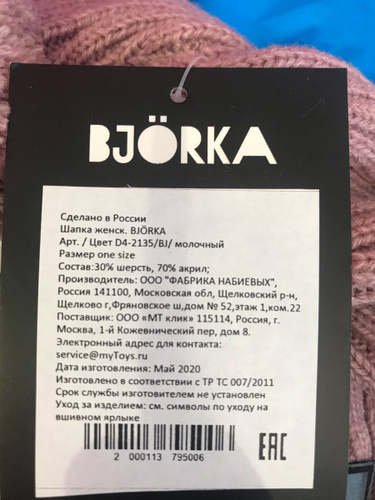 BJÖRKA
Сделано в России
Шапка женск. BJÖRKA
Арт. / Цвет D4-2135/BJ/ молочный
Размер one size
Состав:30% шерсть, 70% акрил;
Производитель: ООО "ФАБРИКА НАБИЕВЫХ",
Россия 141100, Московская обл, Щелковский р-н,
Щелково г,Фряновское ш,дом № 52,этаж 1,ком.22
Поставщик: ООО «МТ клик» 115114, Россия, г.
Москва, 1-й Кожевнический пер, дом 8.
Электронный адрес для контакта:
service@myToys.ru
Дата изготовления: Май 2020
Изготовлено в соответствии с ТР ТС 007/2011
Срок службы изготовителем не установлен
Уход за изделием: см. символы по уходу на
вшивном ярлыке
EAC
2 000113 795006